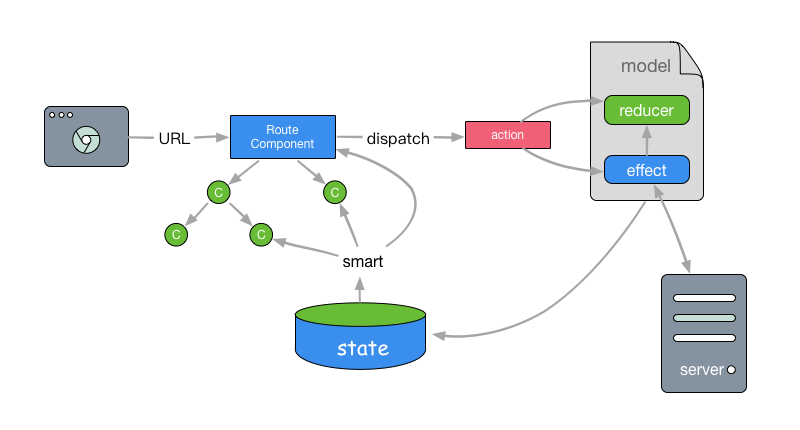 model
reducer
URL
Route
Component
dispatch
action
effect
C
C
C
C
smart
state
server